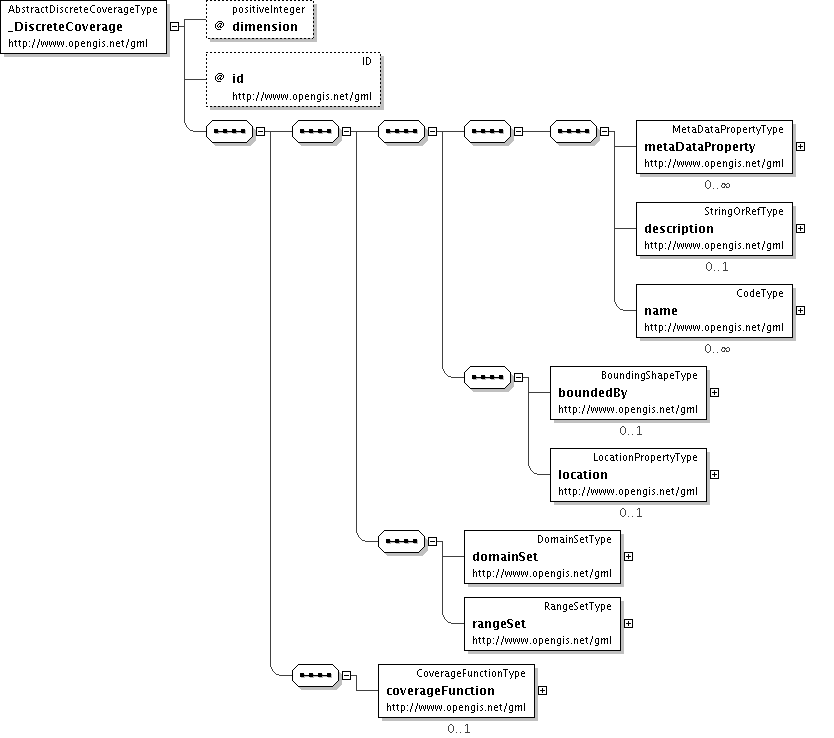 AbstractDiscreteCoverageType
_DiscreteCoverage
http://www.opengis.net/gml
positiveInteger
@ dimension
ID
@ id
http://www.opengis.net/gml
MetaDataPropertyType
metaDataProperty
http://www.opengis.net/gml
0..∞
StringOrRefType
description
http://www.opengis.net/gml
0..1
CodeType
name
http://www.opengis.net/gml
0..∞
BoundingShapeType
boundedBy
http://www.opengis.net/gml
0..1
LocationPropertyType
location
http://www.opengis.net/gml
0..1
DomainSetType
domainSet
http://www.opengis.net/gml
RangeSetType
rangeSet
http://www.opengis.net/gml
CoverageFunctionType
coverageFunction
http://www.opengis.net/gml
0..1